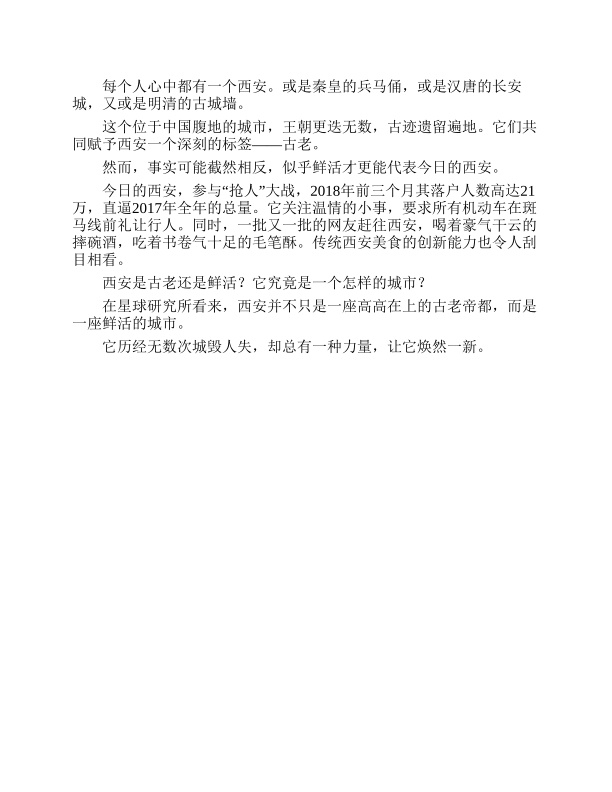 每个人心中都有一个西安。或是秦皇的兵马俑，或是汉唐的长安
城，又或是明清的古城墙。
这个位于中国腹地的城市，王朝更迭无数，古迹遗留遍地。它们共
同赋予西安一个深刻的标签——古老。
然而，事实可能截然相反，似乎鲜活才更能代表今日的西安。
今日的西安，参与“抢人”大战，2018年前三个月其落户人数高达21
万，直逼2017年全年的总量。它关注温情的小事，要求所有机动车在斑
马线前礼让行人。同时，一批又一批的网友赶往西安，喝着豪气干云的
摔碗酒，吃着书卷气十足的毛笔酥。传统西安美食的创新能力也令人刮
目相看。
西安是古老还是鲜活？它究竟是一个怎样的城市？
在星球研究所看来，西安并不只是一座高高在上的古老帝都，而是
一座鲜活的城市。
它历经无数次城毁人失，却总有一种力量，让它焕然一新。